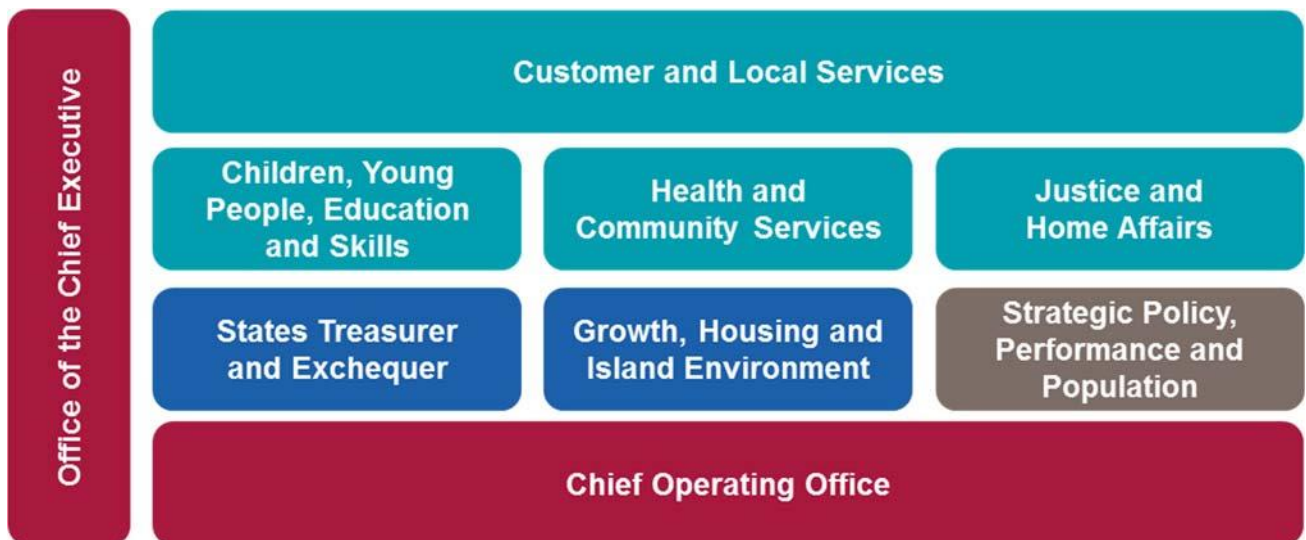 Office of the Chief Executive
Customer and Local Services
Children, Young
People, Education
and Skills
Health and
Community Services
Justice and
Home Affairs
States Treasurer
and Exchequer
Growth, Housing and
Island Environment
Strategic Policy,
Performance and
Population
Chief Operating Office